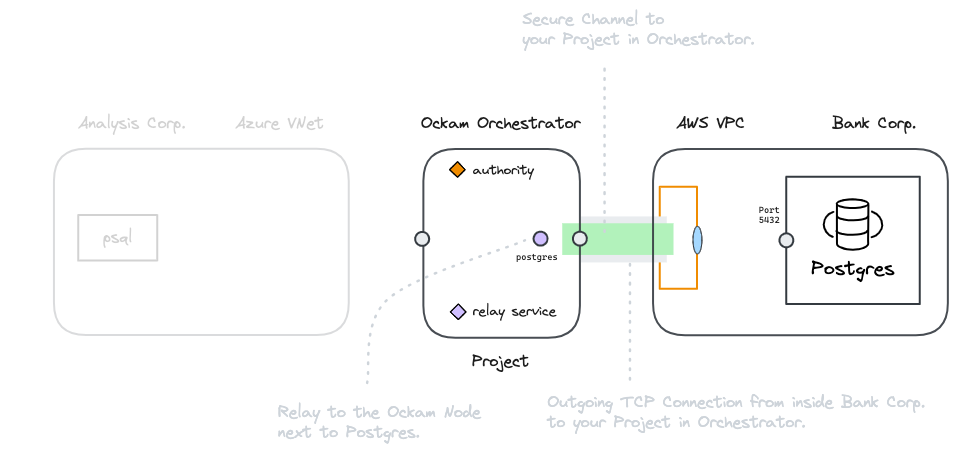 Secure Channel to
your Project in Orchestrator.
Analysis Corp.
Azure VNet
Ockam Orchestrator
AWS VPC
Bank Corp.
authority
psql
postgres
Port
5432
Postgres
relay service
Project
Relay to the Ockam Node
next to Postgres.
Outgoing TCP Connection from inside Bank Corp.
to your Project in Orchestrator.